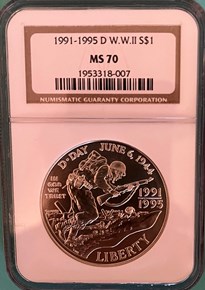 1991-1995 D W.W.II S$1
MS 70
1953318-007
NUMISMATIC GUARANTY CORPORATION
D-DAY JUNE 6, 1944
IN
GOD
WE
TRUST
1991
1995
LIBERTY